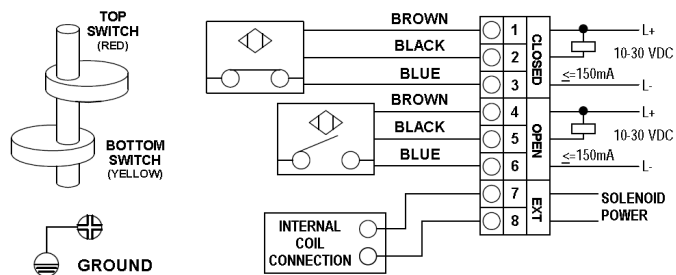 TOP
SWITCH
(RED)
BOTTOM
SWITCH
(YELLOW)
GROUND
BROWN
BLACK
BLUE
BROWN
BLACK
BLUE
INTERNAL
COIL
CONNECTION
1
2
3
4
5
6
7
8
CLOSED
OPEN
EXT
L+
10-30 VDC
<=150mA
L-
L+
10-30 VDC
<=150mA
L-
SOLENOID
POWER